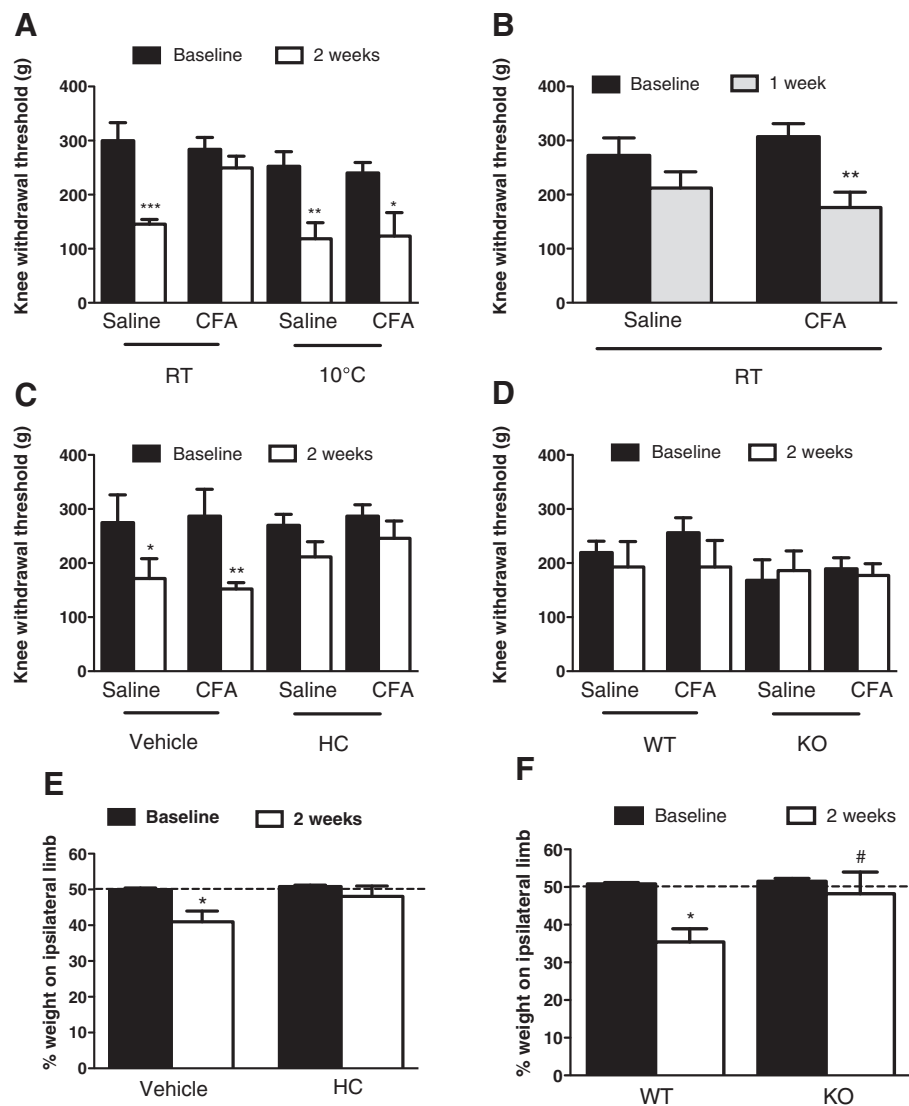 A
Baseline 2 weeks
Knee withdrawal threshold (g)
400
300
200
100
0
***
**
*
Saline CFA Saline CFA
RT 10°C
B
Baseline 1 week
Knee withdrawal threshold (g)
400
300
200
100
0
**
Saline CFA
RT
C
Baseline 2 weeks
Knee withdrawal threshold (g)
400
300
200
100
0
*
**
Saline CFA Saline CFA
Vehicle HC
D
Baseline 2 weeks
Knee withdrawal threshold (g)
400
300
200
100
0
Saline CFA Saline CFA
WT KO
E
Baseline 2 weeks
% weight on ipsilateral limb
60
50
40
30
20
10
0
*
Vehicle HC
F
Baseline 2 weeks
% weight on ipsilateral limb
60
50
40
30
20
10
0
*
#
WT KO